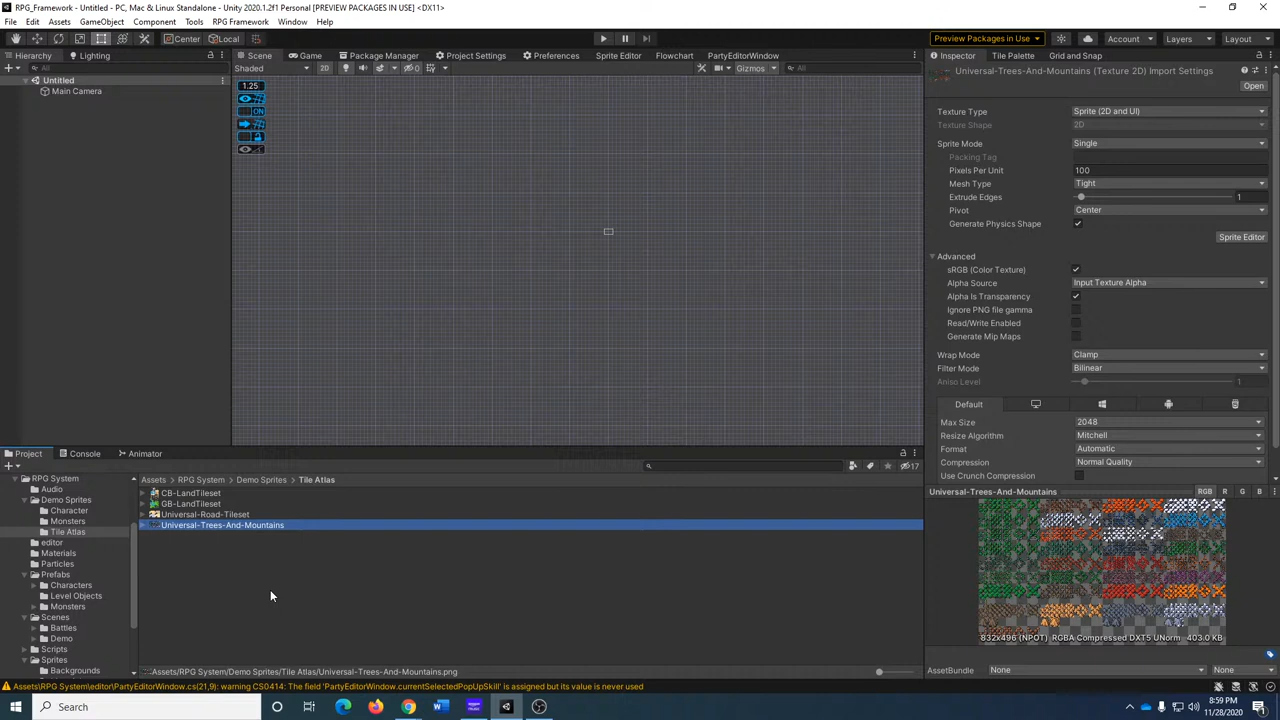 RPG_Framework - Untitled - PC, Mac & Linux Standalone - Unity 2020.1.2f1 Personal [PREVIEW PACKAGES IN USE] <DX11>
File Edit Assets GameObject Component Tools RPG Framework Window Help
Center Local Preview Packages in Use Account Layers Layout
Hierarchy Lighting Scene Game Package Manager Project Settings Preferences Sprite Editor Flowchart PartyEditorWindow Inspector Tile Palette Grid and Snap
All Shaded 2D 0 Gizmos All
Untitled
Main Camera
1.25
ON
Universal-Trees-And-Mountains (Texture 2D) Import Settings
Open
Texture Type Sprite (2D and UI)
Texture Shape 2D
Sprite Mode Single
Packing Tag
Pixels Per Unit 100
Mesh Type Tight
Extrude Edges 1
Pivot Center
Generate Physics Shape
Sprite Editor
Advanced
sRGB (Color Texture)
Alpha Source Input Texture Alpha
Alpha Is Transparency
Ignore PNG file gamma
Read/Write Enabled
Generate Mip Maps
Wrap Mode Clamp
Filter Mode Bilinear
Aniso Level 1
Default
Max Size 2048
Resize Algorithm Mitchell
Format Automatic
Compression Normal Quality
Use Crunch Compression
Universal-Trees-And-Mountains RGB R G B
832x496 (NPOT) RGBA Compressed DXT5 UNorm 403.0 KB
AssetBundle None None
Project Console Animator
17
RPG System
Audio
Demo Sprites
Character
Monsters
Tile Atlas
editor
Materials
Particles
Prefabs
Characters
Level Objects
Monsters
Scenes
Battles
Demo
Scripts
Sprites
Backgrounds
Assets RPG System Demo Sprites Tile Atlas
CB-LandTileset
GB-LandTileset
Universal-Road-Tileset
Universal-Trees-And-Mountains
Assets/RPG System/Demo Sprites/Tile Atlas/Universal-Trees-And-Mountains.png
Assets\RPG System\editor\PartyEditorWindow.cs(21,9): warning CS0414: The field 'PartyEditorWindow.currentSelectedPopUpSkill' is assigned but its value is never used
Search
8:59 PM
11/28/2020